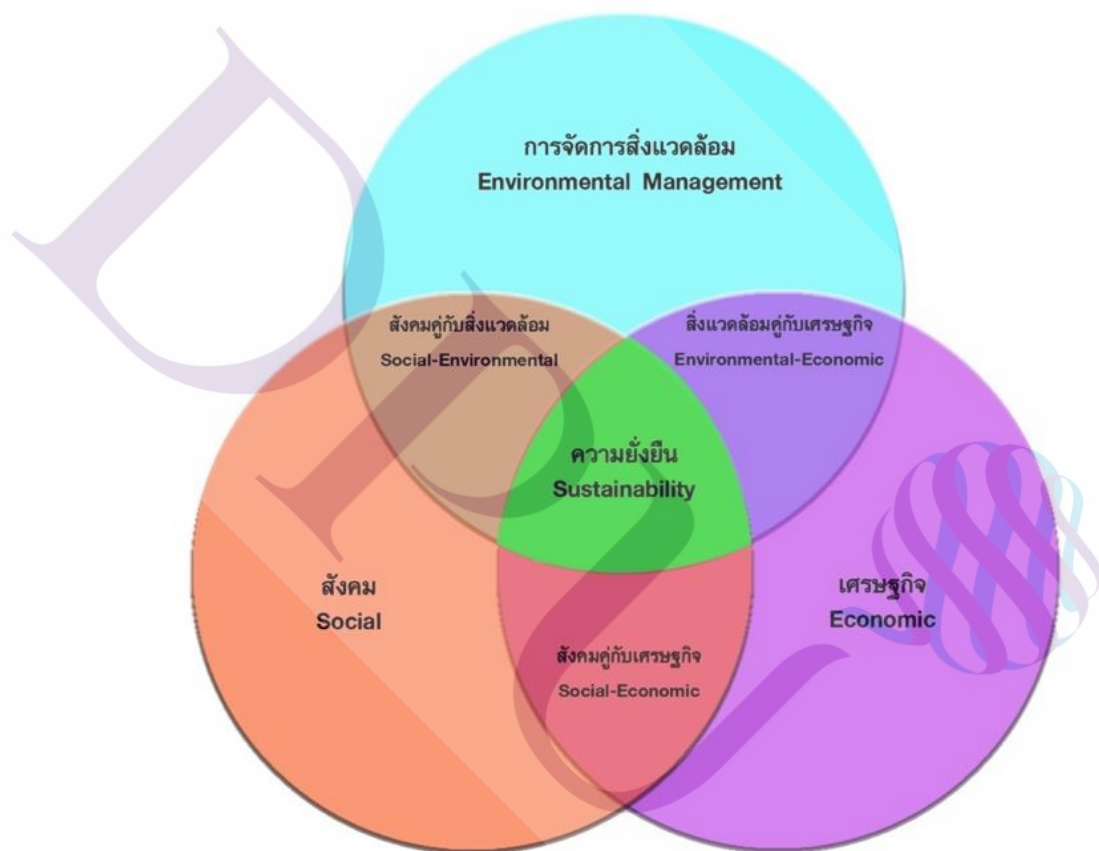 การจัดการสิ่งแวดล้อม
Environmental Management
สังคมคู่กับสิ่งแวดล้อม
Social-Environmental
สิ่งแวดล้อมคู่กับเศรษฐกิจ
Environmental-Economic
ความยั่งยืน
Sustainability
สังคม
Social
เศรษฐกิจ
Economic
สังคมคู่กับเศรษฐกิจ
Social-Economic
DPU